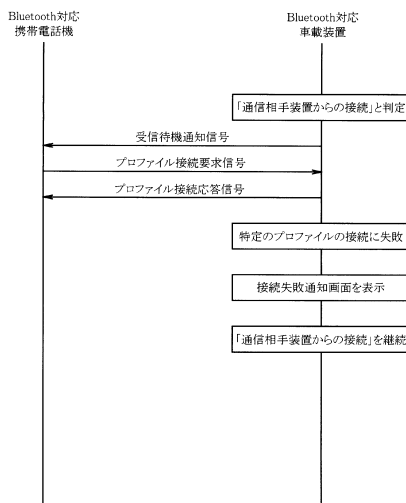 Bluetooth対応
携帯電話機
Bluetooth対応
車載装置
「通信相手装置からの接続」と判定
受信待機通知信号
プロファイル接続要求信号
プロファイル接続応答信号
特定のプロファイルの接続に失敗
接続失敗通知画面を表示
「通信相手装置からの接続」を継続